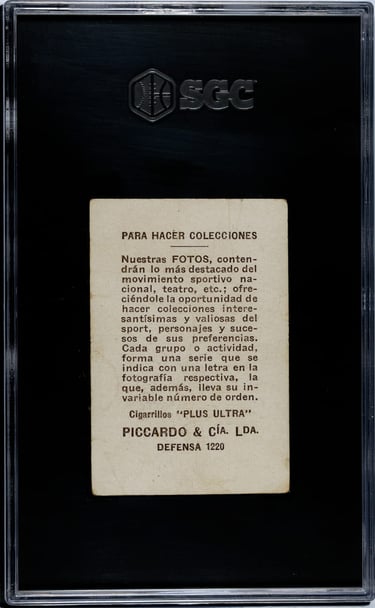 SGC
PARA HACER COLECCIONES
Nuestras FOTOS, conten-
drán lo más destacado del
movimiento sportivo na-
cional, teatro, etc.; ofre-
ciéndole la oportunidad de
hacer colecciones intere-
santísimas y valiosas del
sport, personajes y suce-
sos de sus preferencias.
Cada grupo o actividad,
forma una serie que se
indica con una letra en la
fotografía respectiva, la
que, además, lleva su in-
variable número de orden.
Cigarrillos "PLUS ULTRA"
PICCARDO & CÍA. LDA.
DEFENSA 1220